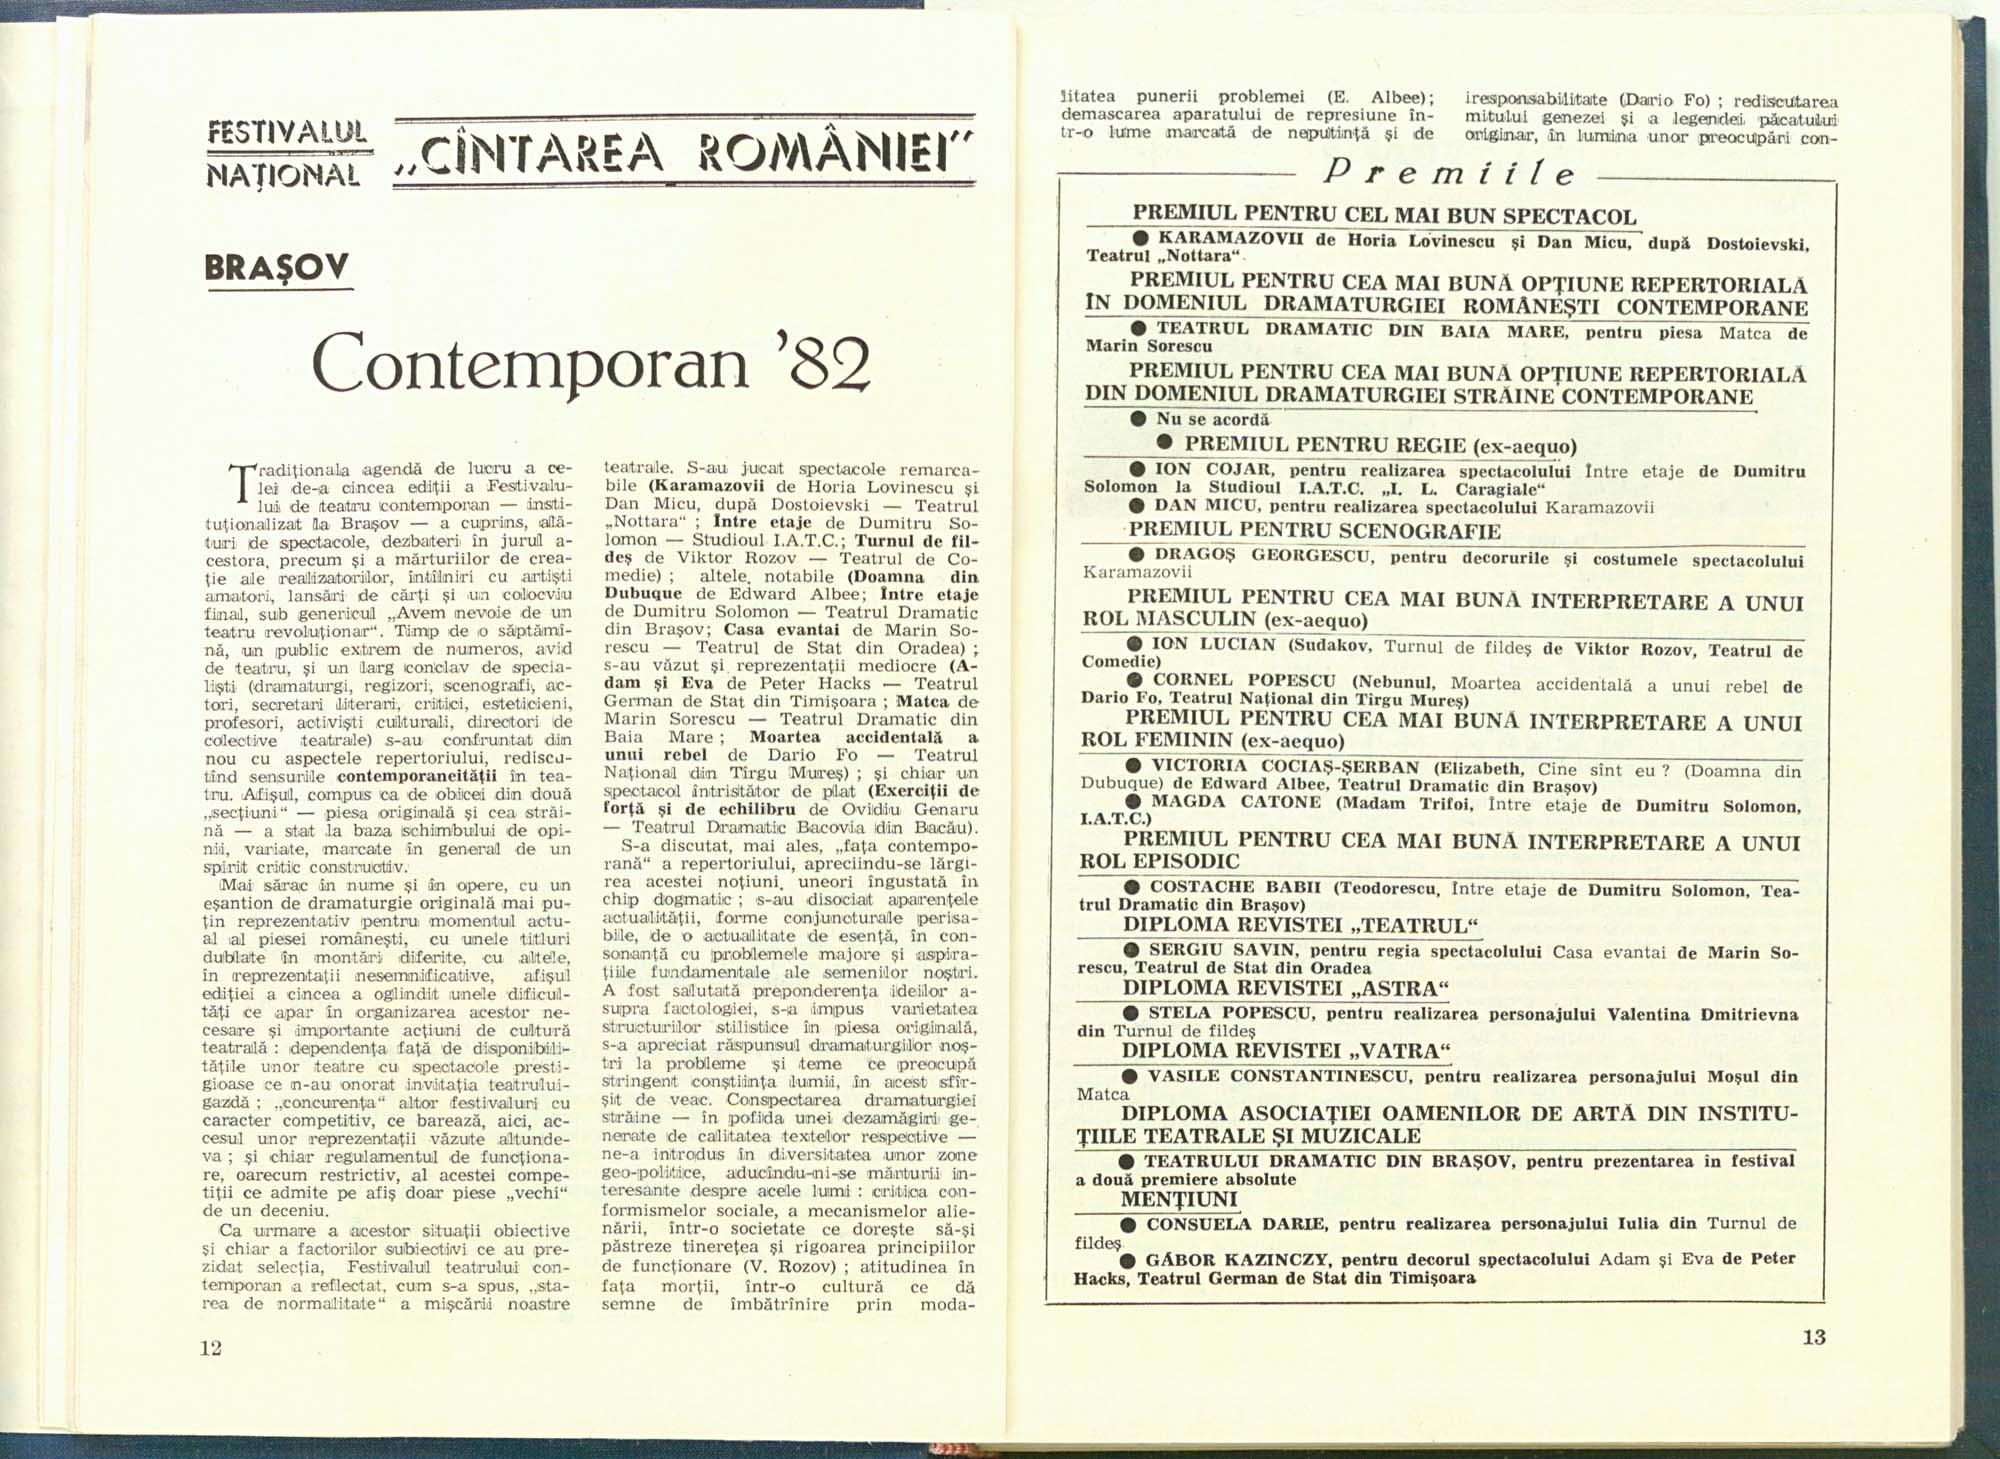 FESTIVALUL
NAȚIONAL
„CÎNTAREA ROMÂNIEI"
BRAȘOV
Contemporan '82
Tradiționala agendă de lucru a ce-
lei de-a cincea ediții a Festivalu-
lui de teatru contemporan — insti-
tuționalizat la Brașov — a cuprins, ală-
turi de spectacole, dezbateri în jurul a-
cestora, precum și a mărturiilor de crea-
ție ale realizatorilor, întîlniri cu artiști
amatori, lansări de cărți și un colocviu
final, sub genericul „Avem nevoie de un
teatru revoluționar“. Timp de o săptămî-
nă, un public extrem de numeros, avid
de teatru, și un larg conclav de specia-
liști (dramaturgi, regizori, scenografi, ac-
tori, secretari literari, critici, esteticieni,
profesori, activiști culturali, directori de
colective teatrale) s-au confruntat din
nou cu aspectele repertoriului, rediscu-
tînd sensurile contemporaneității în tea-
tru. Afișul, compus ca de obicei din două
„secțiuni“ — piesa originală și cea străi-
nă — a stat la baza schimbului de opi-
nii, variate, marcate în general de un
spirit critic constructiv.
Mai sărac în nume și în opere, cu un
eșantion de dramaturgie originală mai pu-
țin reprezentativ pentru momentul actu-
al al piesei românești, cu unele titluri
dublate în montări diferite, cu altele,
în reprezentații nesemnificative, afișul
ediției a cincea a oglindit unele dificul-
tăți ce apar în organizarea acestor ne-
cesare și importante acțiuni de cultură
teatrală : dependența față de disponibili-
tățile unor teatre cu spectacole presti-
gioase ce n-au onorat invitația teatrului-
gazdă ; „concurența“ altor festivaluri cu
caracter competitiv, ce barează, aici, ac-
cesul unor reprezentații văzute altunde-
va ; și chiar regulamentul de funcționa-
re, oarecum restrictiv, al acestei compe-
tiții ce admite pe afiș doar piese „vechi“
de un deceniu.
Ca urmare a acestor situații obiective
și chiar a factorilor subiectivi ce au pre-
zidat selecția, Festivalul teatrului con-
temporan a reflectat, cum s-a spus, „sta-
rea de normalitate“ a mișcării noastre
12
teatrale. S-au jucat spectacole remarca-
bile (Karamazovii de Horia Lovinescu și
Dan Micu, după Dostoievski — Teatrul
„Nottara“ ; Între etaje de Dumitru So-
lomon — Studioul I.A.T.C.; Turnul de fil-
deș de Viktor Rozov — Teatrul de Co-
medie) ; altele, notabile (Doamna din
Dubuque de Edward Albee; Între etaje
de Dumitru Solomon — Teatrul Dramatic
din Brașov; Casa evantai de Marin So-
rescu — Teatrul de Stat din Oradea) ;
s-au văzut și reprezentații mediocre (A-
dam și Eva de Peter Hacks — Teatrul
German de Stat din Timișoara ; Matca de
Marin Sorescu — Teatrul Dramatic din
Baia Mare ; Moartea accidentală a
unui rebel de Dario Fo — Teatrul
Național din Tîrgu Mureș) ; și chiar un
spectacol întristător de plat (Exerciții de
forță și de echilibru de Ovidiu Genaru
— Teatrul Dramatic Bacovia din Bacău).
S-a discutat, mai ales, „fața contempo-
rană“ a repertoriului, apreciindu-se lărgi-
rea acestei noțiuni, uneori îngustată în
chip dogmatic ; s-au disociat aparențele
actualității, forme conjuncturale perisa-
bile, de o actualitate de esență, în con-
sonanță cu problemele majore și aspira-
țiile fundamentale ale semenilor noștri.
A fost salutată preponderența ideilor a-
supra factologiei, s-a impus varietatea
structurilor stilistice în piesa originală,
s-a apreciat răspunsul dramaturgilor noș-
tri la probleme și teme ce preocupă
stringent conștiința lumii, în acest sfîr-
șit de veac. Conspectarea dramaturgiei
străine — în pofida unei dezamăgiri ge-
nerate de calitatea textelor respective —
ne-a introdus în diversitatea unor zone
geo-politice, aducîndu-ni-se mărturii in-
teresante despre acele lumi : critica con-
formismelor sociale, a mecanismelor alie-
nării, într-o societate ce dorește să-și
păstreze tinerețea și rigoarea principiilor
de funcționare (V. Rozov) ; atitudinea în
fața morții, într-o cultură ce dă
semne de îmbătrînire prin moda-
litatea punerii problemei (E. Albee);
demascarea aparatului de represiune în-
tr-o lume marcată de neputință și de
iresponsabilitate (Dario Fo) ; rediscutarea
mitului genezei și a legendei păcatului
originar, în lumina unor preocupări con-
Premiile
PREMIUL PENTRU CEL MAI BUN SPECTACOL
● KARAMAZOVII de Horia Lovinescu și Dan Micu, după Dostoievski,
Teatrul „Nottara“
PREMIUL PENTRU CEA MAI BUNĂ OPȚIUNE REPERTORIALĂ
ÎN DOMENIUL DRAMATURGIEI ROMÂNEȘTI CONTEMPORANE
● TEATRUL DRAMATIC DIN BAIA MARE, pentru piesa Matca de
Marin Sorescu
PREMIUL PENTRU CEA MAI BUNĂ OPȚIUNE REPERTORIALĂ
DIN DOMENIUL DRAMATURGIEI STRĂINE CONTEMPORANE
● Nu se acordă
● PREMIUL PENTRU REGIE (ex-aequo)
● ION COJAR, pentru realizarea spectacolului Între etaje de Dumitru
Solomon la Studioul I.A.T.C. „I. L. Caragiale“
● DAN MICU, pentru realizarea spectacolului Karamazovii
PREMIUL PENTRU SCENOGRAFIE
● DRAGOȘ GEORGESCU, pentru decorurile și costumele spectacolului
Karamazovii
PREMIUL PENTRU CEA MAI BUNĂ INTERPRETARE A UNUI
ROL MASCULIN (ex-aequo)
● ION LUCIAN (Sudakov, Turnul de fildeș de Viktor Rozov, Teatrul de
Comedie)
● CORNEL POPESCU (Nebunul, Moartea accidentală a unui rebel de
Dario Fo, Teatrul Național din Tîrgu Mureș)
PREMIUL PENTRU CEA MAI BUNĂ INTERPRETARE A UNUI
ROL FEMININ (ex-aequo)
● VICTORIA COCIAȘ-ȘERBAN (Elizabeth, Cine sînt eu ? (Doamna din
Dubuque) de Edward Albee, Teatrul Dramatic din Brașov)
● MAGDA CATONE (Madam Trifoi, Între etaje de Dumitru Solomon,
I.A.T.C.)
PREMIUL PENTRU CEA MAI BUNĂ INTERPRETARE A UNUI
ROL EPISODIC
● COSTACHE BABII (Teodorescu, Între etaje de Dumitru Solomon, Tea-
trul Dramatic din Brașov)
DIPLOMA REVISTEI „TEATRUL“
● SERGIU SAVIN, pentru regia spectacolului Casa evantai de Marin So-
rescu, Teatrul de Stat din Oradea
DIPLOMA REVISTEI „ASTRA“
● STELA POPESCU, pentru realizarea personajului Valentina Dmitrievna
din Turnul de fildeș
DIPLOMA REVISTEI „VATRA“
● VASILE CONSTANTINESCU, pentru realizarea personajului Moșul din
Matca
DIPLOMA ASOCIAȚIEI OAMENILOR DE ARTĂ DIN INSTITU-
ȚIILE TEATRALE ȘI MUZICALE
● TEATRULUI DRAMATIC DIN BRAȘOV, pentru prezentarea în festival
a două premiere absolute
MENȚIUNI
● CONSUELA DARIE, pentru realizarea personajului Iulia din Turnul de
fildeș
● GÁBOR KAZINCZY, pentru decorul spectacolului Adam și Eva de Peter
Hacks, Teatrul German de Stat din Timișoara
13